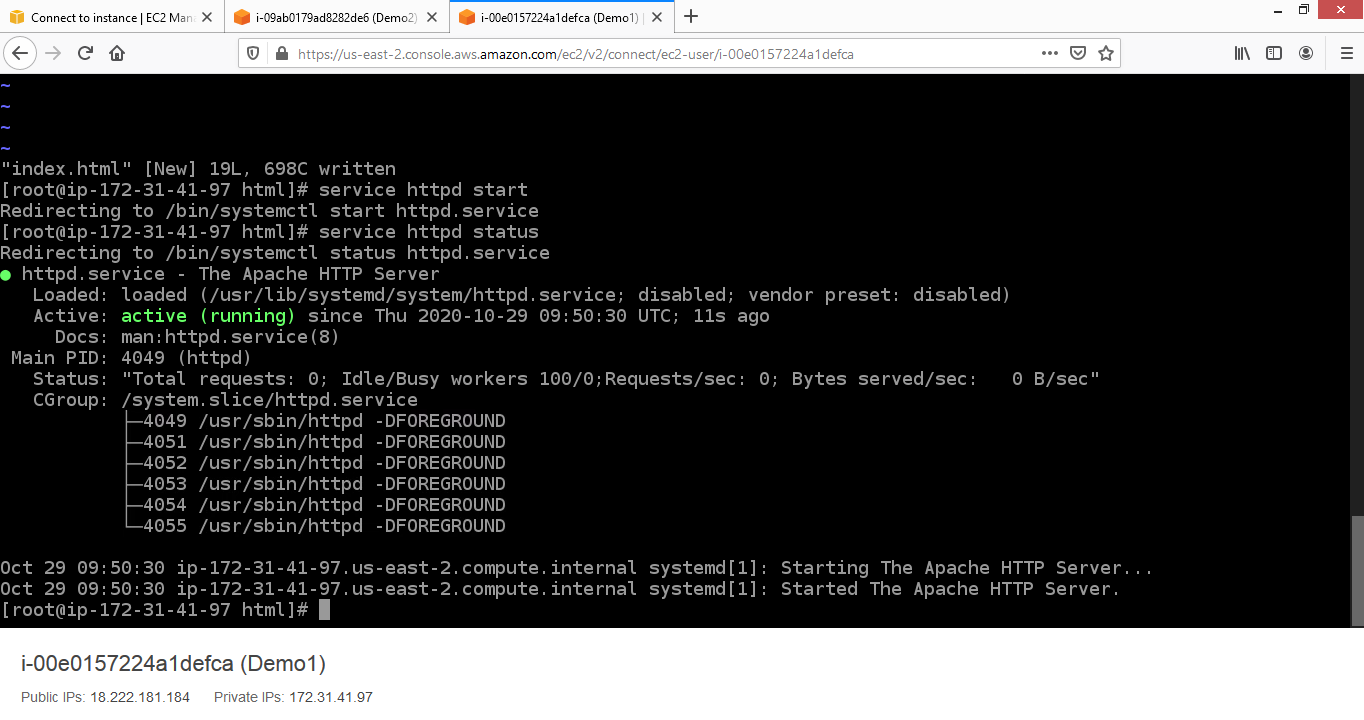 Connect to instance | EC2 Man
i-09ab0179ad8282de6 (Demo2)
i-00e0157224a1defca (Demo1) |
https://us-east-2.console.aws.amazon.com/ec2/v2/connect/ec2-user/i-00e0157224a1defca
~
~
~
~
"index.html" [New] 19L, 698C written
[root@ip-172-31-41-97 html]# service httpd start
Redirecting to /bin/systemctl start httpd.service
[root@ip-172-31-41-97 html]# service httpd status
Redirecting to /bin/systemctl status httpd.service
● httpd.service - The Apache HTTP Server
   Loaded: loaded (/usr/lib/systemd/system/httpd.service; disabled; vendor preset: disabled)
   Active: active (running) since Thu 2020-10-29 09:50:30 UTC; 11s ago
     Docs: man:httpd.service(8)
 Main PID: 4049 (httpd)
   Status: "Total requests: 0; Idle/Busy workers 100/0;Requests/sec: 0; Bytes served/sec:   0 B/sec"
   CGroup: /system.slice/httpd.service
           ├─4049 /usr/sbin/httpd -DFOREGROUND
           ├─4051 /usr/sbin/httpd -DFOREGROUND
           ├─4052 /usr/sbin/httpd -DFOREGROUND
           ├─4053 /usr/sbin/httpd -DFOREGROUND
           ├─4054 /usr/sbin/httpd -DFOREGROUND
           └─4055 /usr/sbin/httpd -DFOREGROUND
Oct 29 09:50:30 ip-172-31-41-97.us-east-2.compute.internal systemd[1]: Starting The Apache HTTP Server...
Oct 29 09:50:30 ip-172-31-41-97.us-east-2.compute.internal systemd[1]: Started The Apache HTTP Server.
[root@ip-172-31-41-97 html]#
i-00e0157224a1defca (Demo1)
Public IPs: 18.222.181.184 Private IPs: 172.31.41.97